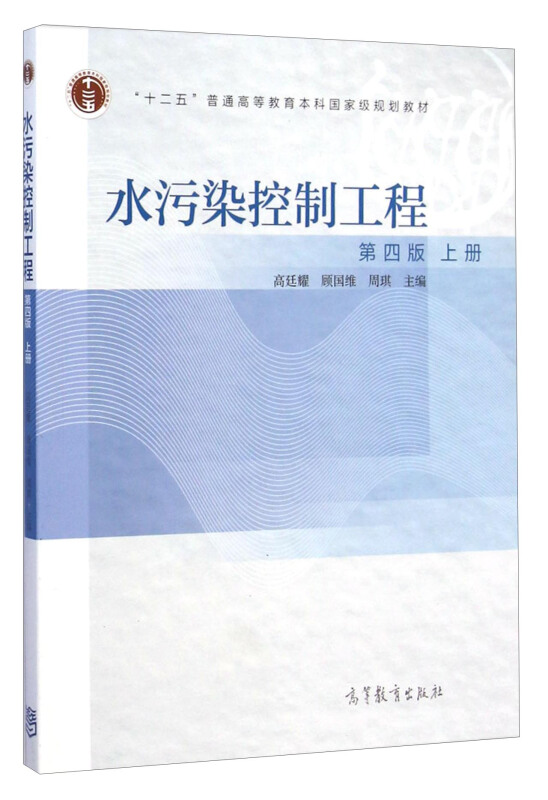 “十二五”普通高等教育本科国家级规划教材
水污染控制工程
第四版 上册
高廷耀 顾国维 周琪 主编
高等教育出版社
水污染控制工程
第四版 上册
十二五